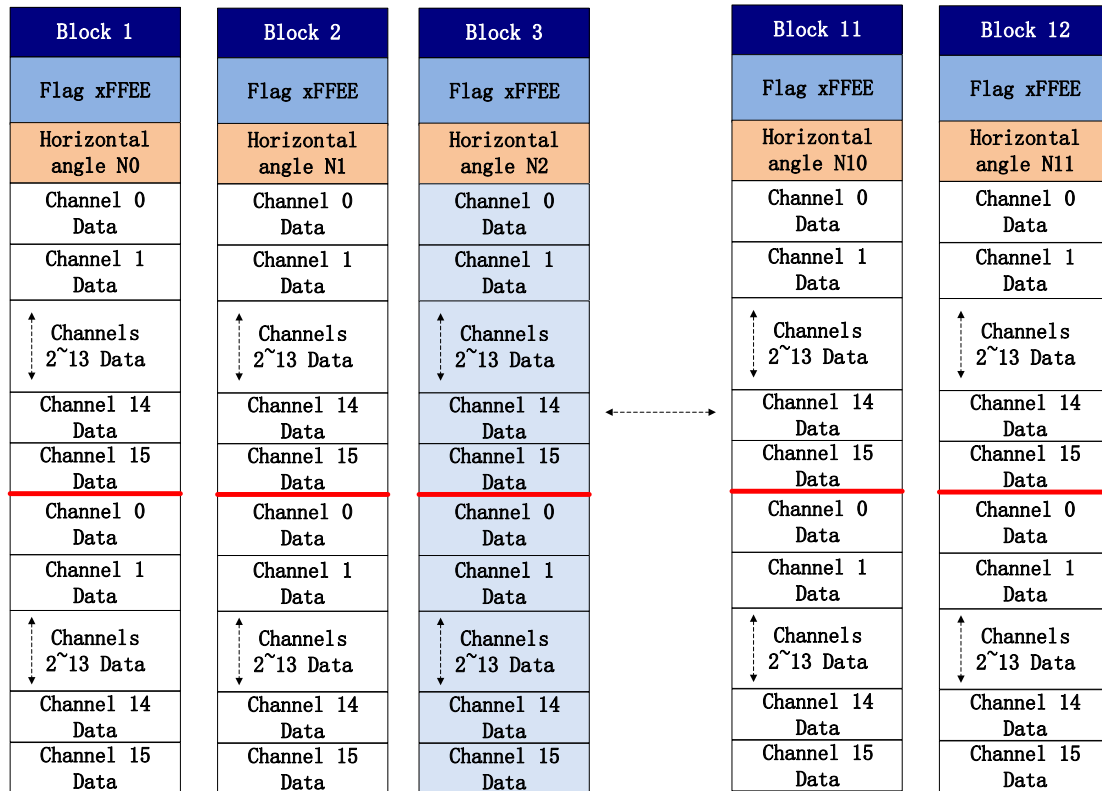 Block 1
Flag xFFEE
Horizontal
angle N0
Channel 0
Data
Channel 1
Data
Channels
2~13 Data
Channel 14
Data
Channel 15
Data
Channel 0
Data
Channel 1
Data
Channels
2~13 Data
Channel 14
Data
Channel 15
Data
Block 2
Flag xFFEE
Horizontal
angle N1
Channel 0
Data
Channel 1
Data
Channels
2~13 Data
Channel 14
Data
Channel 15
Data
Channel 0
Data
Channel 1
Data
Channels
2~13 Data
Channel 14
Data
Channel 15
Data
Block 3
Flag xFFEE
Horizontal
angle N2
Channel 0
Data
Channel 1
Data
Channels
2~13 Data
Channel 14
Data
Channel 15
Data
Channel 0
Data
Channel 1
Data
Channels
2~13 Data
Channel 14
Data
Channel 15
Data
Block 11
Flag xFFEE
Horizontal
angle N10
Channel 0
Data
Channel 1
Data
Channels
2~13 Data
Channel 14
Data
Channel 15
Data
Channel 0
Data
Channel 1
Data
Channels
2~13 Data
Channel 14
Data
Channel 15
Data
Block 12
Flag xFFEE
Horizontal
angle N11
Channel 0
Data
Channel 1
Data
Channels
2~13 Data
Channel 14
Data
Channel 15
Data
Channel 0
Data
Channel 1
Data
Channels
2~13 Data
Channel 14
Data
Channel 15
Data